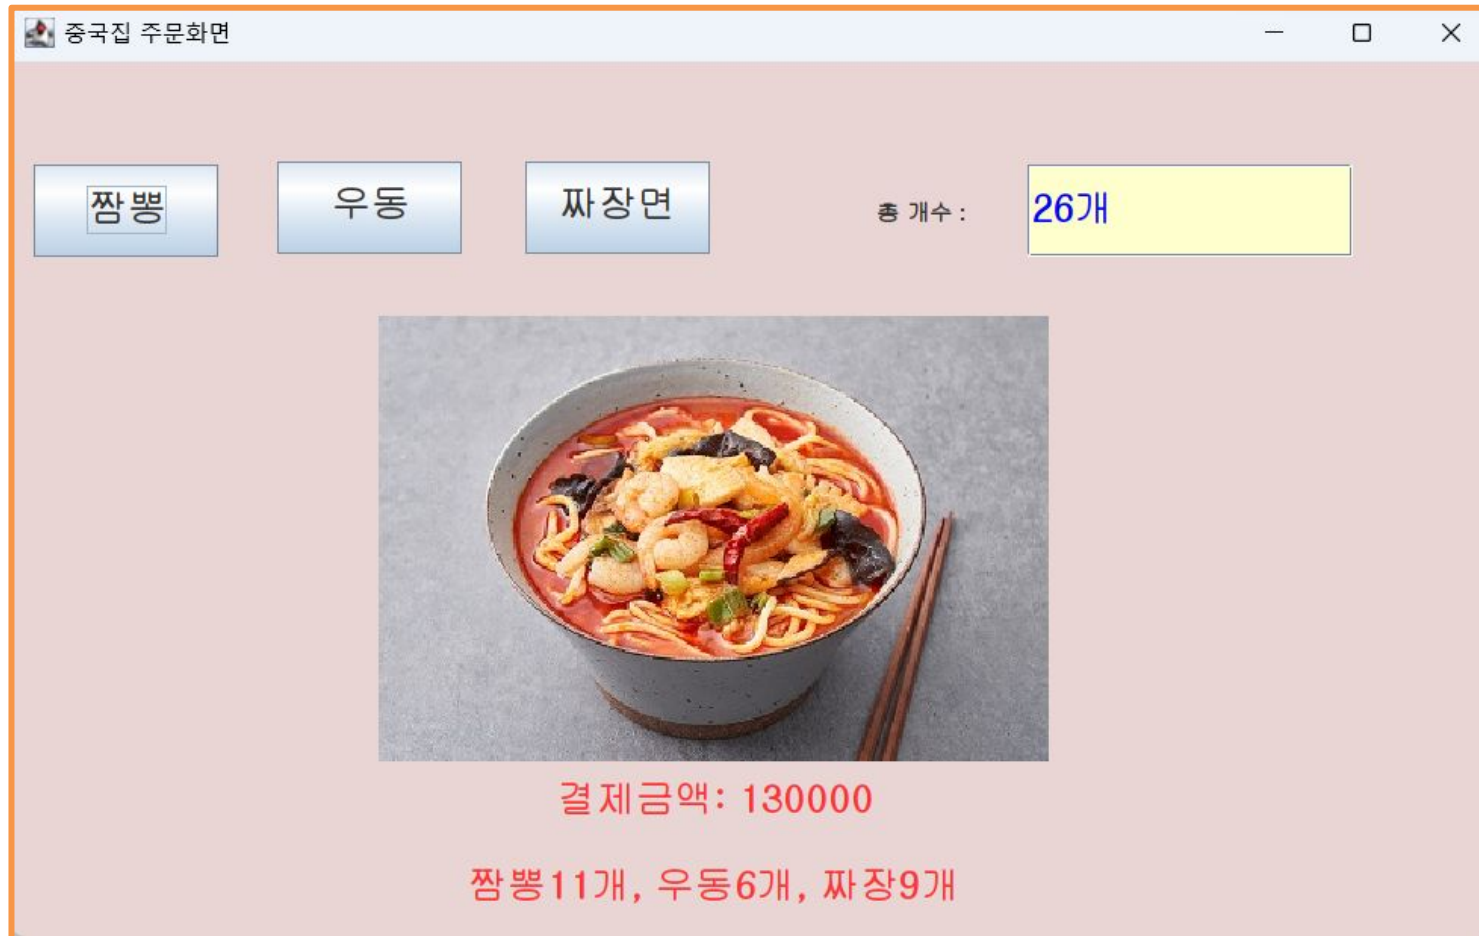 중국집 주문화면
짬뽕 우동 짜장면 총 개수 : 26개
결제금액: 130000
짬뽕11개, 우동6개, 짜장9개